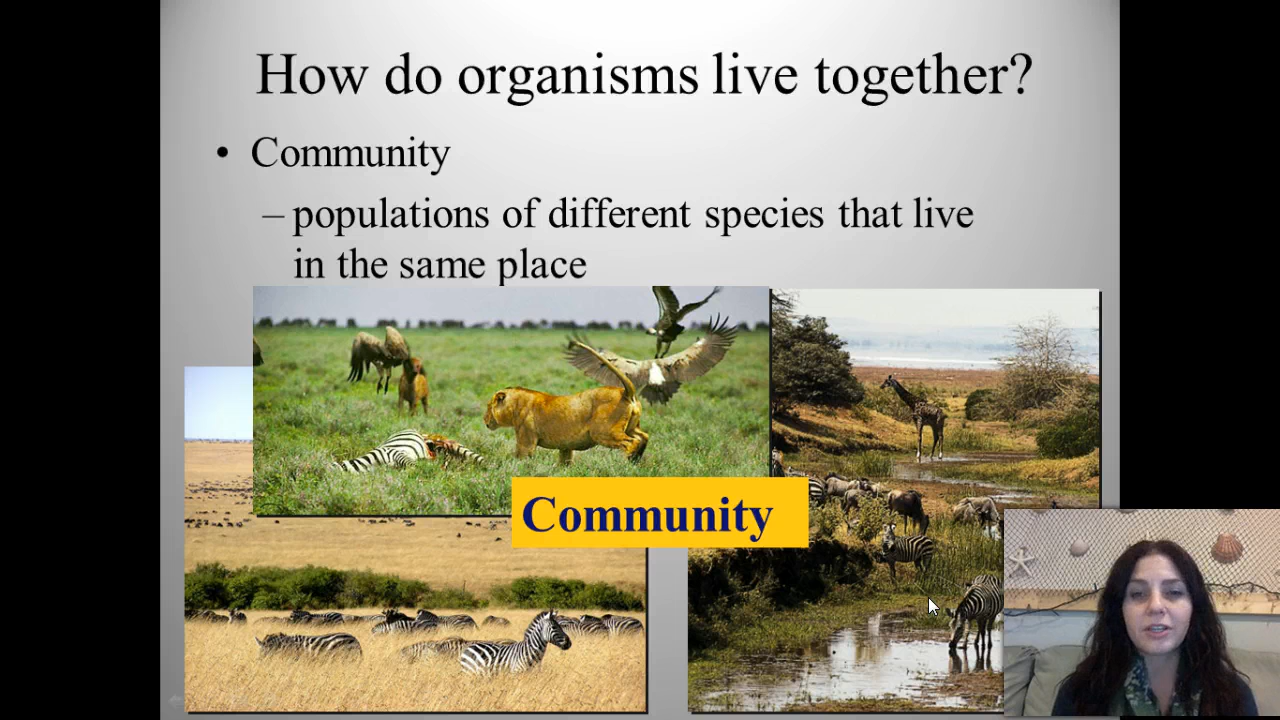 How do organisms live together?
• Community
– populations of different species that live
in the same place
Community